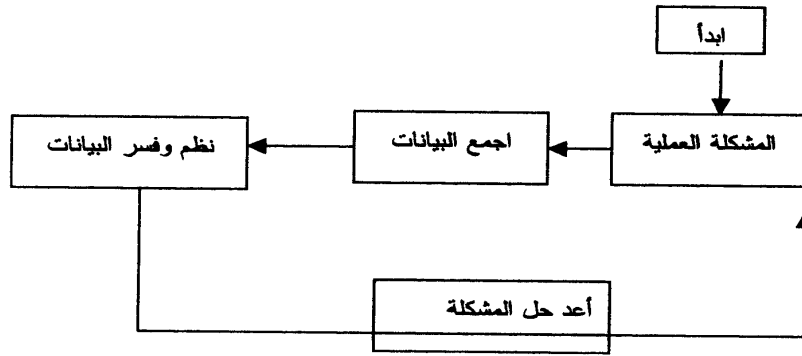 ابدأ
المشكلة العملية
اجمع البيانات
نظم وفسر البيانات
أعد حل المشكلة